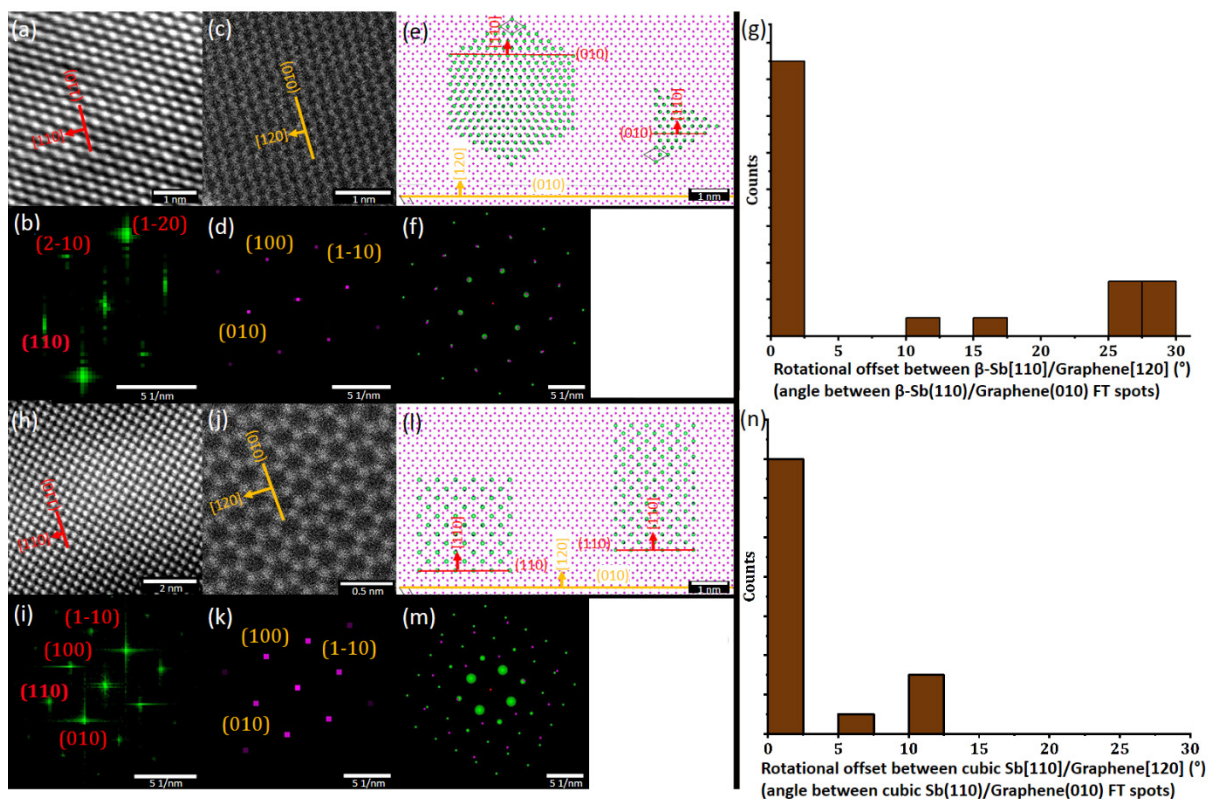 (a)
(110)
[110]
1 nm
(c)
(010)
[120]
1 nm
(e)
[110]
(010)
[110]
(010)
[120]
(010)
1 nm
(b)
(1-20)
(2-10)
(110)
5 1/nm
(d)
(100)
(1-10)
(010)
5 1/nm
(f)
5 1/nm
(g)
Counts
0 5 10 15 20 25 30
Rotational offset between β-Sb[110]/Graphene[120] (°)
(angle between β-Sb(110)/Graphene(010) FT spots)
(h)
[110]
2 nm
(j)
(010)
[120]
0.5 nm
(l)
[110]
(110)
[110]
(110)
[120]
(010)
1 nm
(i)
(1-10)
(100)
(110)
(010)
5 1/nm
(k)
(100)
(1-10)
(010)
5 1/nm
(m)
5 1/nm
(n)
Counts
0 5 10 15 20 25 30
Rotational offset between cubic Sb[110]/Graphene[120] (°)
(angle between cubic Sb(110)/Graphene(010) FT spots)